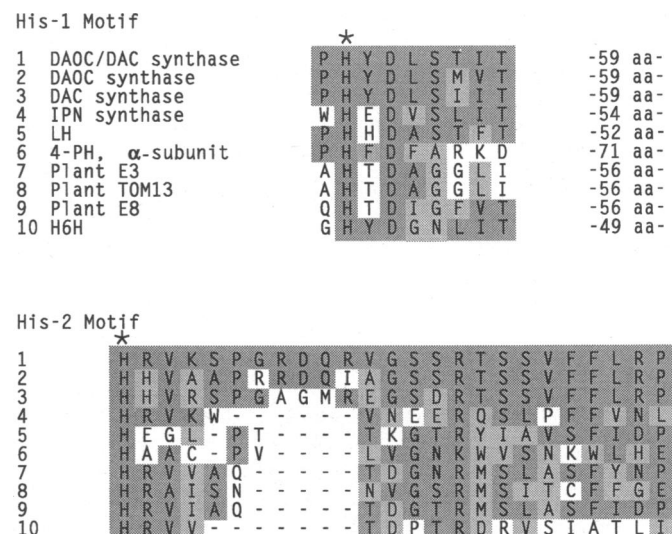 His-1 Motif
*
1 DAOC/DAC synthase P H Y D L S T I T -59 aa-
2 DAOC synthase P H Y D L S M V T -59 aa-
3 DAC synthase P H Y D L S I I T -59 aa-
4 IPN synthase W H E D V S L I T -54 aa-
5 LH P H H D A S T F T -52 aa-
6 4-PH, α-subunit P H F D F A R K D -71 aa-
7 Plant E3 A H T D A G G L I -56 aa-
8 Plant TOM13 A H T D A G G L I -56 aa-
9 Plant E8 Q H T D I G F V T -56 aa-
10 H6H G H Y D G N L I T -49 aa-
His-2 Motif
*
1 H R V K S P G R D Q R V G S S R T S S V F F L R P
2 H H V A A P R R D Q I A G S S R T S S V F F L R P
3 H H V R S P G A G M R E G S D R T S S V F F L R P
4 H R V K W - - - - - - V N E E R Q S L P F F V N L
5 H E G L - P T - - - - T K G T R Y I A V S F I D P
6 H A A C - P V - - - - L V G N K W V S N K W L H E
7 H R V V A Q - - - - - T D G N R M S L A S F Y N P
8 H R A I S N - - - - - N V G S R M S I T C F F G E
9 H R V I A Q - - - - - T D G T R M S L A S F I D P
10 H R V V - - - - - - - T D P T R D R V S I A T L I